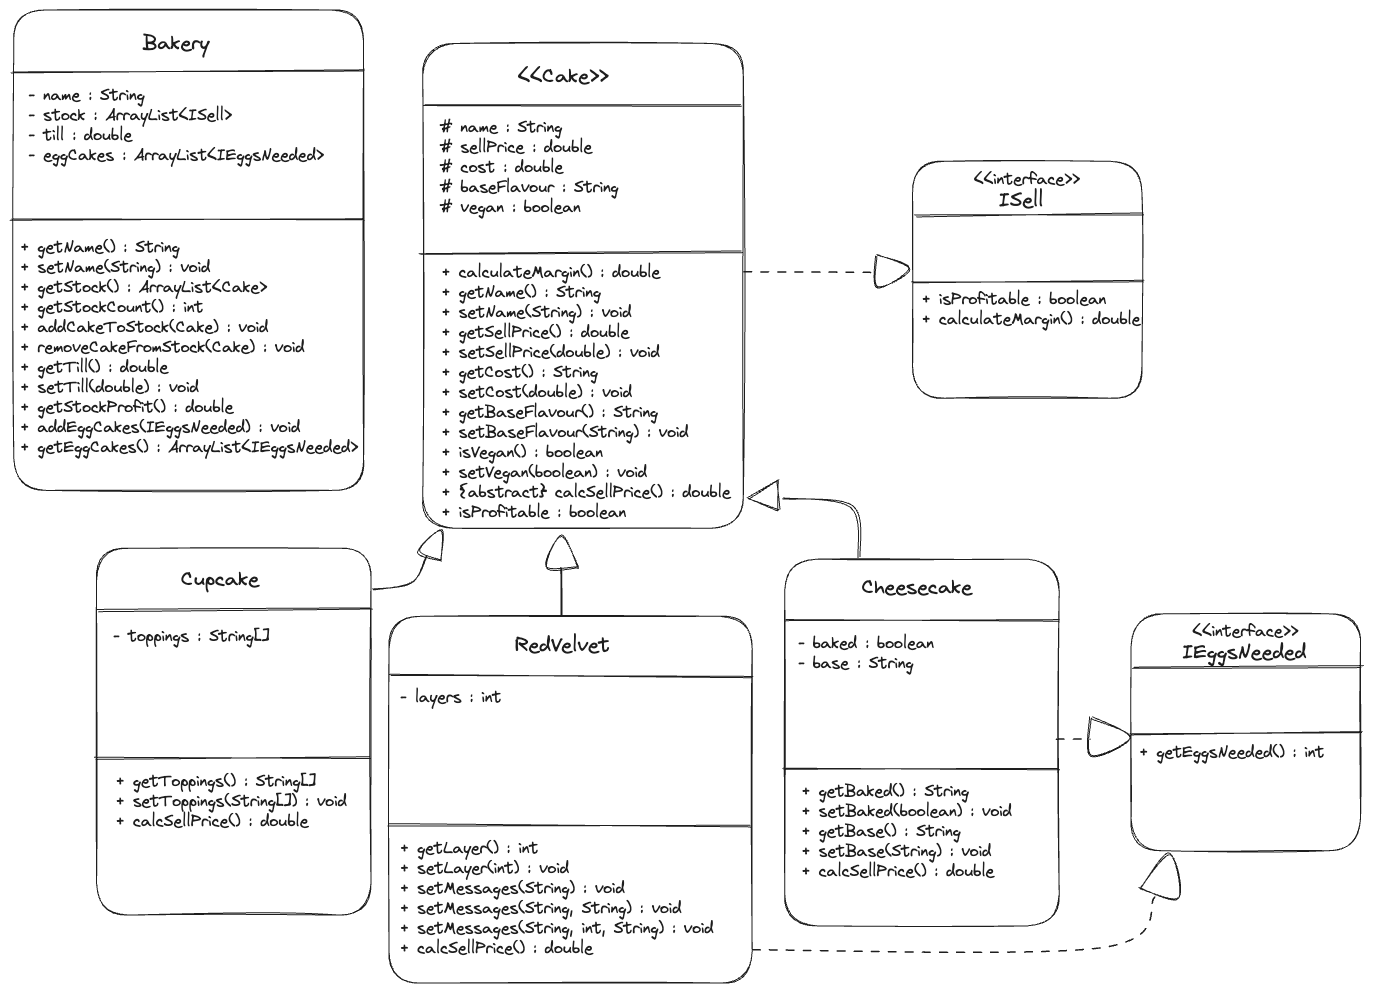 Bakery
- name : String
- stock : ArrayList<ISell>
- till : double
- eggCakes : ArrayList<IEggsNeeded>
+ getName() : String
+ setName(String) : void
+ getStock() : ArrayList<Cake>
+ getStockCount() : int
+ addCakeToStock(Cake) : void
+ removeCakeFromStock(Cake) : void
+ getTill() : double
+ setTill(double) : void
+ getStockProfit() : double
+ addEggCakes(IEggsNeeded) : void
+ getEggCakes() : ArrayList<IEggsNeeded>
<<Cake>>
# name : String
# sellPrice : double
# cost : double
# baseFlavour : String
# vegan : boolean
+ calculateMargin() : double
+ getName() : String
+ setName(String) : void
+ getSellPrice() : double
+ setSellPrice(double) : void
+ getCost() : String
+ setCost(double) : void
+ getBaseFlavour() : String
+ setBaseFlavour(String) : void
+ isVegan() : boolean
+ setVegan(boolean) : void
+ {abstract} calcSellPrice() : double
+ isProfitable : boolean
<<interface>>
ISell
+ isProfitable : boolean
+ calculateMargin() : double
Cupcake
- toppings : String[]
+ getToppings() : String[]
+ setToppings(String[]) : void
+ calcSellPrice() : double
RedVelvet
- layers : int
+ getLayer() : int
+ setLayer(int) : void
+ setMessages(String) : void
+ setMessages(String, String) : void
+ setMessages(String, int, String) : void
+ calcSellPrice() : double
Cheesecake
- baked : boolean
- base : String
+ getBaked() : String
+ setBaked(boolean) : void
+ getBase() : String
+ setBase(String) : void
+ calcSellPrice() : double
<<interface>>
IEggsNeeded
+ getEggsNeeded() : int